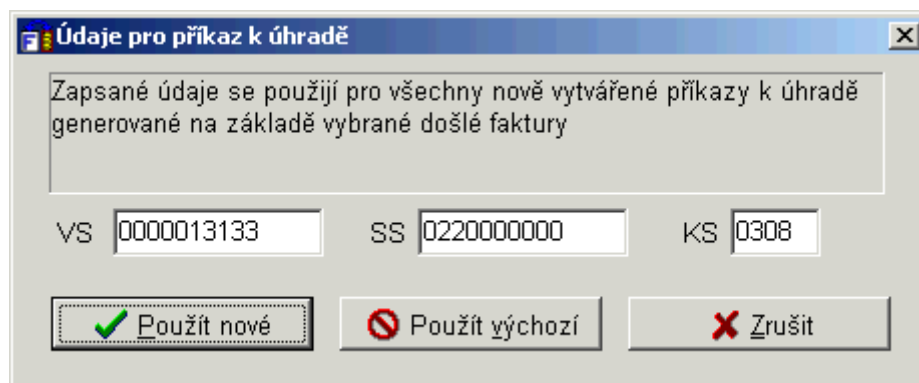 Údaje pro příkaz k úhradě
Zapsané údaje se použijí pro všechny nově vytvářené příkazy k úhradě
generované na základě vybrané došlé faktury
VS 0000013133 SS 0220000000 KS 0308
Použít nové Použít výchozí Zrušit